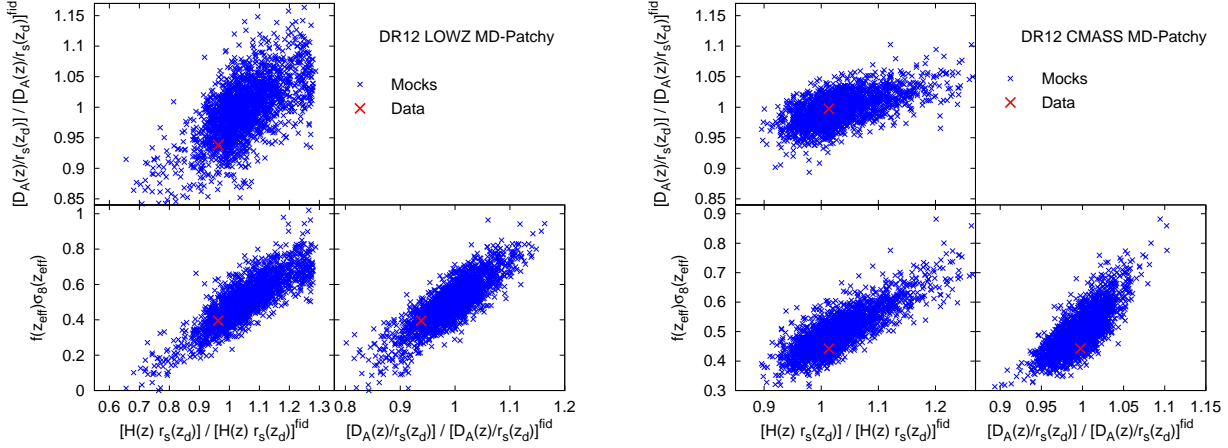 [D_A(z)/r_s(z_d)] / [D_A(z)/r_s(z_d)]^fid
1.15
1.1
1.05
1
0.95
0.9
0.85
DR12 LOWZ MD-Patchy
Mocks
Data
f(z_eff)σ_8(z_eff)
1
0.8
0.6
0.4
0.2
0
0.6 0.7 0.8 0.9 1 1.1 1.2 1.3
[H(z) r_s(z_d)] / [H(z) r_s(z_d)]^fid
0.8 0.9 1 1.1 1.2
[D_A(z)/r_s(z_d)] / [D_A(z)/r_s(z_d)]^fid
[D_A(z)/r_s(z_d)] / [D_A(z)/r_s(z_d)]^fid
1.15
1.1
1.05
1
0.95
0.9
0.85
DR12 CMASS MD-Patchy
Mocks
Data
f(z_eff)σ_8(z_eff)
0.9
0.8
0.7
0.6
0.5
0.4
0.3
0.9 1 1.1 1.2
[H(z) r_s(z_d)] / [H(z) r_s(z_d)]^fid
0.9 0.95 1 1.05 1.1 1.15
[D_A(z)/r_s(z_d)] / [D_A(z)/r_s(z_d)]^fid